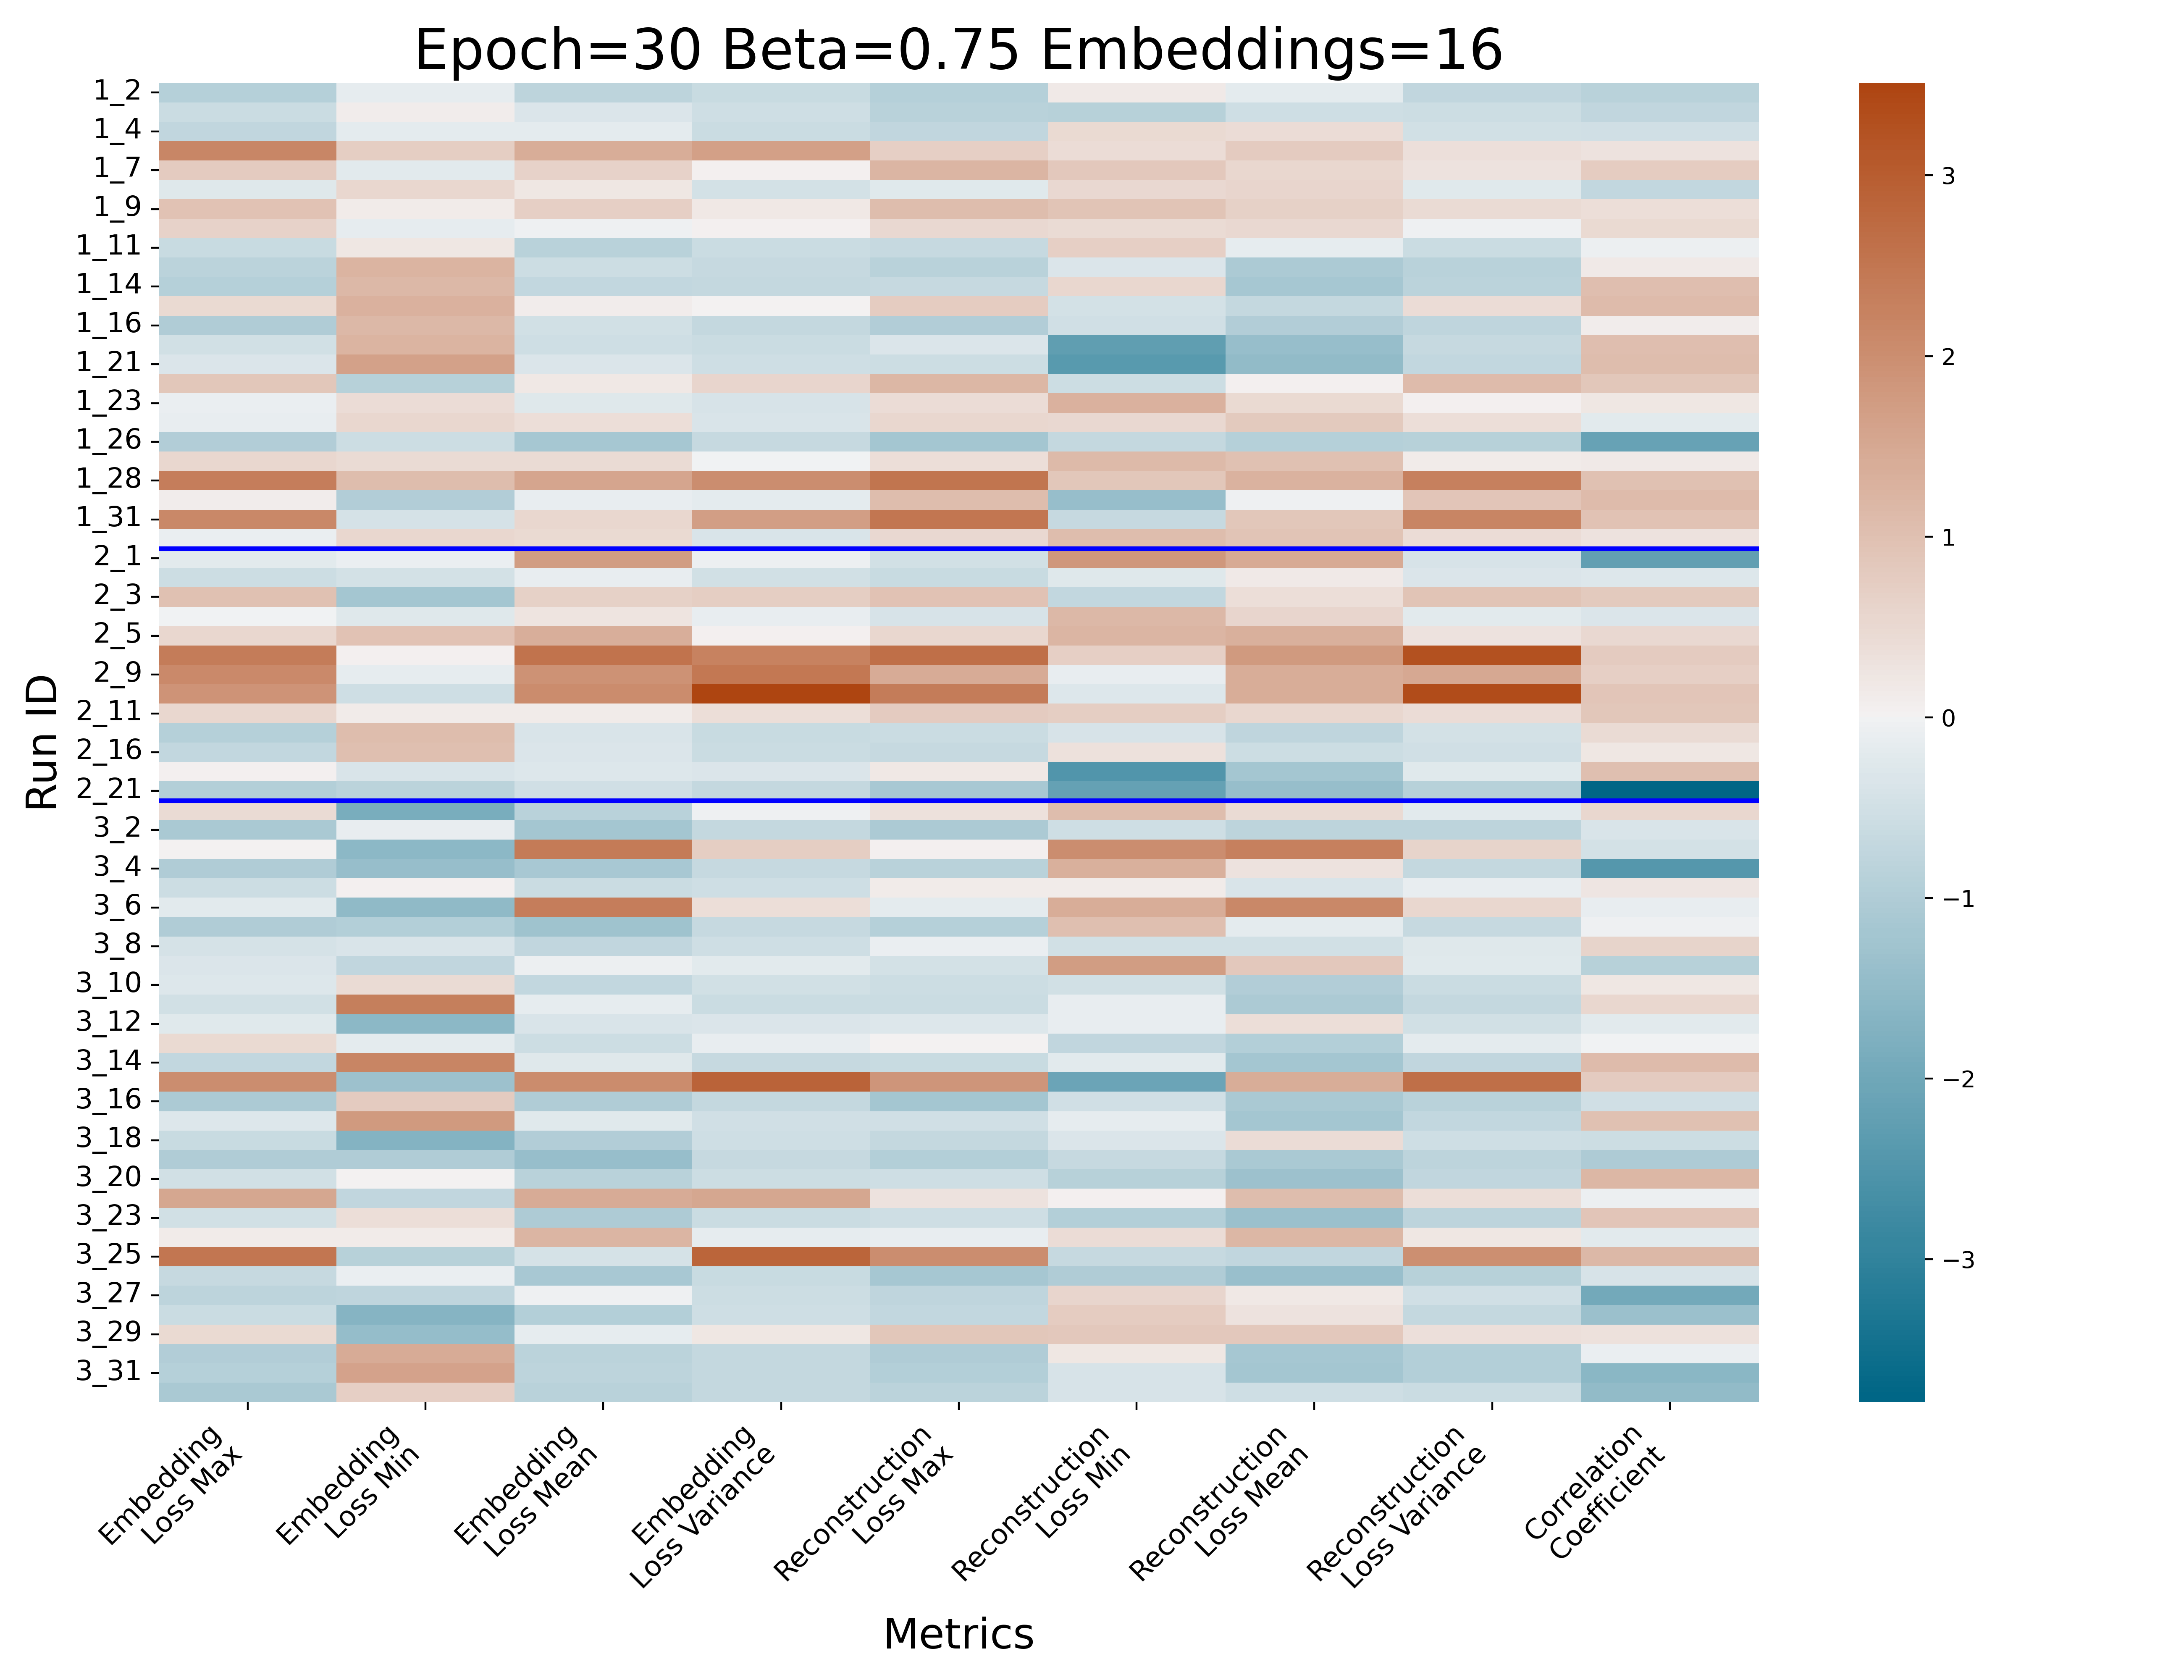 Epoch=30 Beta=0.75 Embeddings=16
1_2
1_4
1_7
1_9
1_11
1_14
1_16
1_21
1_23
1_26
1_28
1_31
2_1
2_3
2_5
2_9
2_11
2_16
2_21
3_2
3_4
3_6
3_8
3_10
3_12
3_14
3_16
3_18
3_20
3_23
3_25
3_27
3_29
3_31
Run ID
Embedding
Loss Max
Embedding
Loss Min
Embedding
Loss Mean
Embedding
Loss Variance
Reconstruction
Loss Max
Reconstruction
Loss Min
Reconstruction
Loss Mean
Reconstruction
Loss Variance
Correlation
Coefficient
Metrics
3
2
1
0
−1
−2
−3